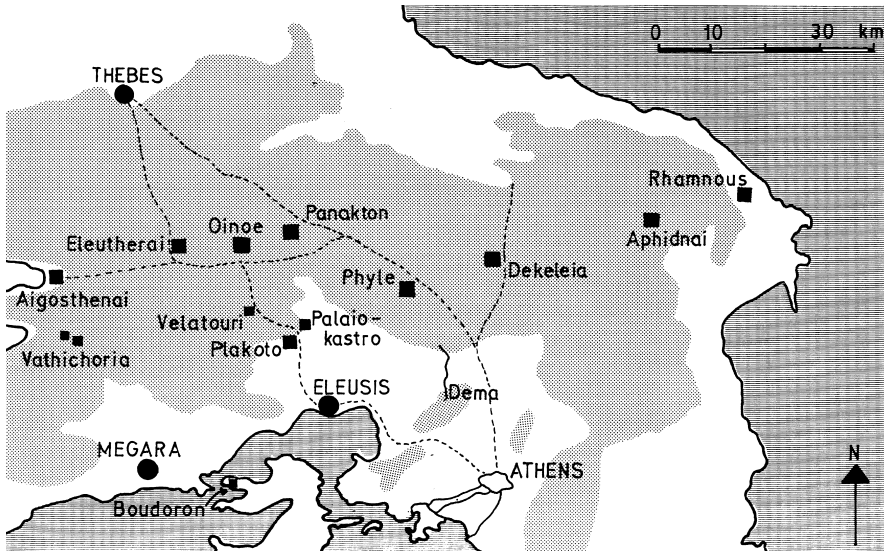 0 10 30 km
THEBES
Rhamnous
Panakton
Oinoe
Eleutherai
Aphidnai
Dekeleia
Phyle
Aigosthenai
Velatouri
Palaio-
kastro
Plakoto
Vathichoria
ELEUSIS
Dema
N
MEGARA
ATHENS
Boudoron